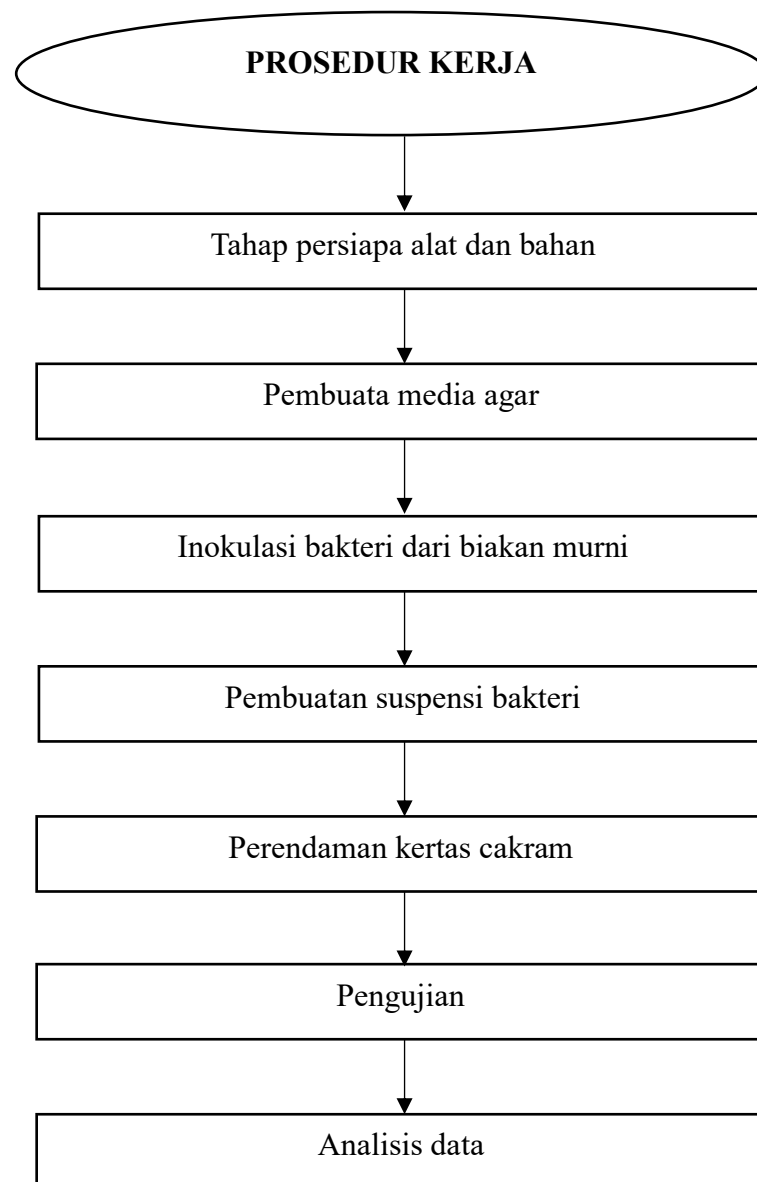 PROSEDUR KERJA
Tahap persiapa alat dan bahan
Pembuata media agar
Inokulasi bakteri dari biakan murni
Pembuatan suspensi bakteri
Perendaman kertas cakram
Pengujian
Analisis data